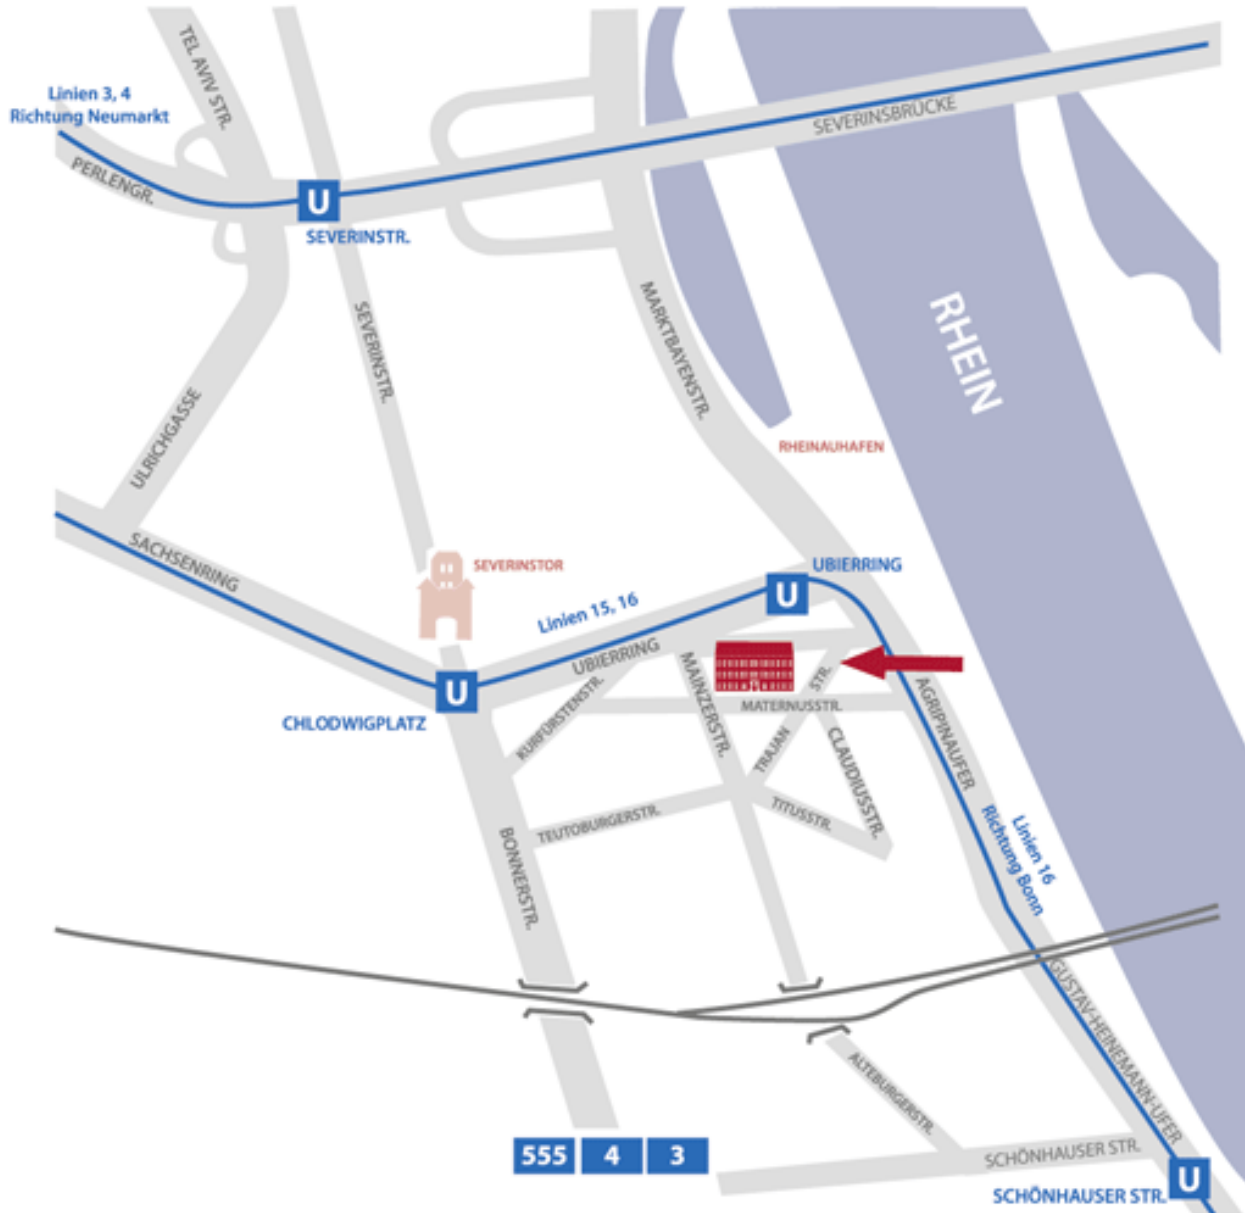 TEL AVIV STR.
Linien 3, 4
Richtung Neumarkt
SEVERINSBRÜCKE
PERLENGR.
U
SEVERINSTR.
SEVERINSTR.
MARKTBAYENSTR.
RHEIN
ULRICHGASSE
RHEINAUHAFEN
SACHSENRING
SEVERINSTOR
UBIERRING
U
Linien 15, 16
UBIERRING
MAINZERSTR.
TRAJAN STR.
AGRIPINAUFER
U
CHLODWIGPLATZ
KURFÜRSTENSTR.
MATERNUSSTR.
CLAUDIUSSTR.
TEUTOBURGERSTR.
TITUSSTR.
BONNERSTR.
Linien 16
Richtung Bonn
GUSTAV-HEINEMANN-UFER
ALTEBURGERSTR.
555
4
3
SCHÖNHAUSER STR.
U
SCHÖNHAUSER STR.